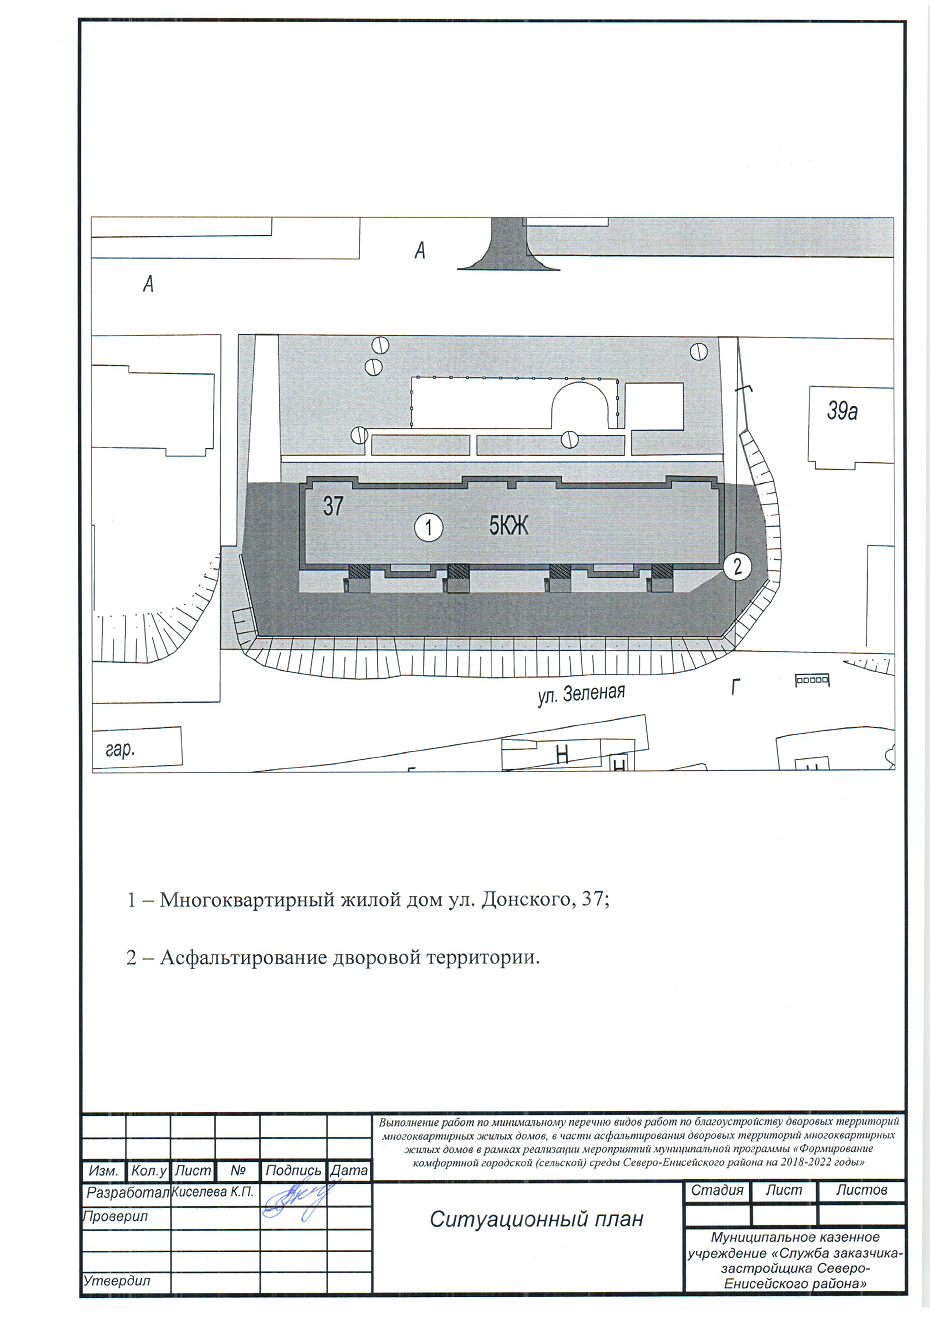 А
А
39а
37
1
5КЖ
2
ул. Зеленая
Г
гар.
Н
Н
1 – Многоквартирный жилой дом ул. Донского, 37;
2 – Асфальтирование дворовой территории.
Выполнение работ по минимальному перечню видов работ по благоустройству дворовых территорий
многоквартирных жилых домов, в части асфальтирования дворовых территорий многоквартирных
жилых домов в рамках реализации мероприятий муниципальной программы «Формирование
комфортной городской (сельской) среды Северо-Енисейского района на 2018-2022 годы»
Изм. Кол.у Лист № Подпись Дата
Разработал Киселева К.П.
Проверил
Утвердил
Ситуационный план
Стадия Лист Листов
Муниципальное казенное
учреждение «Служба заказчика-
застройщика Северо-
Енисейского района»